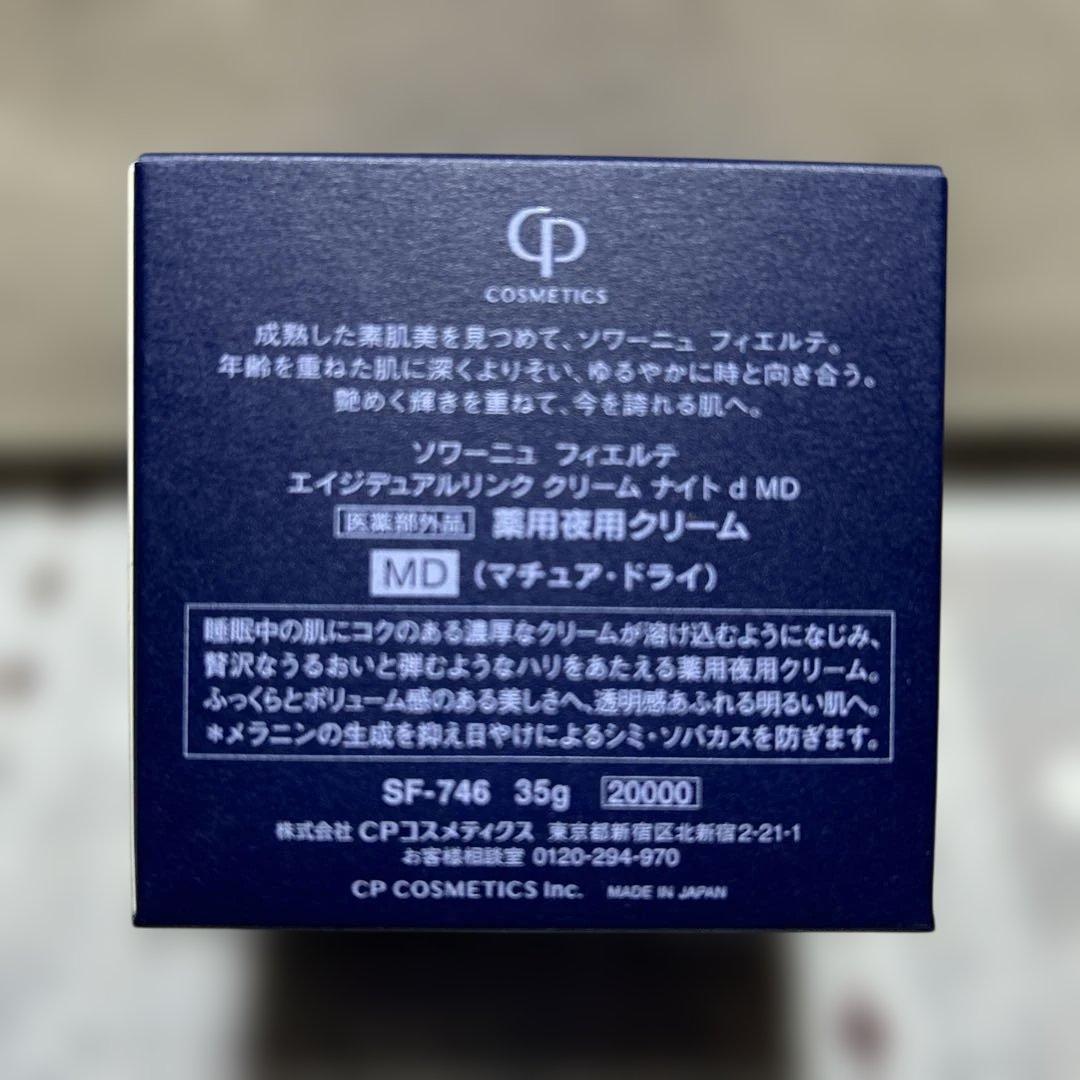 CP
COSMETICS
成熟した素肌美を見つめて、ソワーニュ フィエルテ。
年齢を重ねた肌に深くよりそい、ゆるやかに時と向き合う。
艶めく輝きを重ねて、今を誇れる肌へ。
ソワーニュ フィエルテ
エイジデュアルリンク クリーム ナイト d MD
医薬部外品 薬用夜用クリーム
MD (マチュア・ドライ)
睡眠中の肌にコクのある濃厚なクリームが溶け込むようになじみ、
贅沢なうるおいと弾むようなハリをあたえる薬用夜用クリーム。
ふっくらとボリューム感のある美しさへ、透明感あふれる明るい肌へ。
*メラニンの生成を抑え日やけによるシミ・ソバカスを防ぎます。
SF-746 35g 20000
株式会社 CPコスメティクス 東京都新宿区北新宿2-21-1
お客様相談室 0120-294-970
CP COSMETICS Inc. MADE IN JAPAN